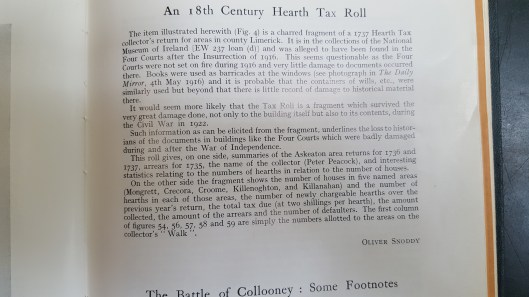 An 18th Century Hearth Tax Roll
The item illustrated herewith (Fig. 4) is a charred fragment of a 1737 Hearth Tax
collector's return for areas in county Limerick. It is in the collections of the National
Museum of Ireland (EW 237 loan (d)) and was alleged to have been found in the
Four Courts after the Insurrection of 1916. This seems questionable as the Four
Courts were not set on fire during 1916 and very little damage to documents occurred
there. Books were used as barricades at the windows (see photograph in The Daily
Mirror, 4th May 1916) and it is probable that the containers of wills, etc., were
similarly used but beyond that there is little record of damage to historical material
there.
It would seem more likely that the Tax Roll is a fragment which survived the
very great damage done, not only to the building itself but also to its contents, during
the Civil War in 1922.
Such information as can be elicited from the fragment, underlines the loss to histor-
ians of the documents in buildings like the Four Courts which were badly damaged
during and after the War of Independence.
This roll gives, on one side, summaries of the Askeaton area returns for 1736 and
1737, arrears for 1735, the name of the collector (Peter Peacock), and interesting
statistics relating to the numbers of hearths in relation to the number of houses.
On the other side the fragment shows the number of houses in five named areas
(Mongrett, Crecora, Croome, Killenoghton, and Killarahan) and the number of
hearths in each of those areas, the number of newly chargeable hearths over the
previous year's return, the total tax due (at two shillings per hearth), the amount
collected, the amount of the arrears and the number of defaulters. The first column
of figures 54, 56, 57, 58 and 59 are simply the numbers allotted to the areas on the
collector's " Walk ".
Oliver Snoddy
The Battle of Collooney : Some Footnotes